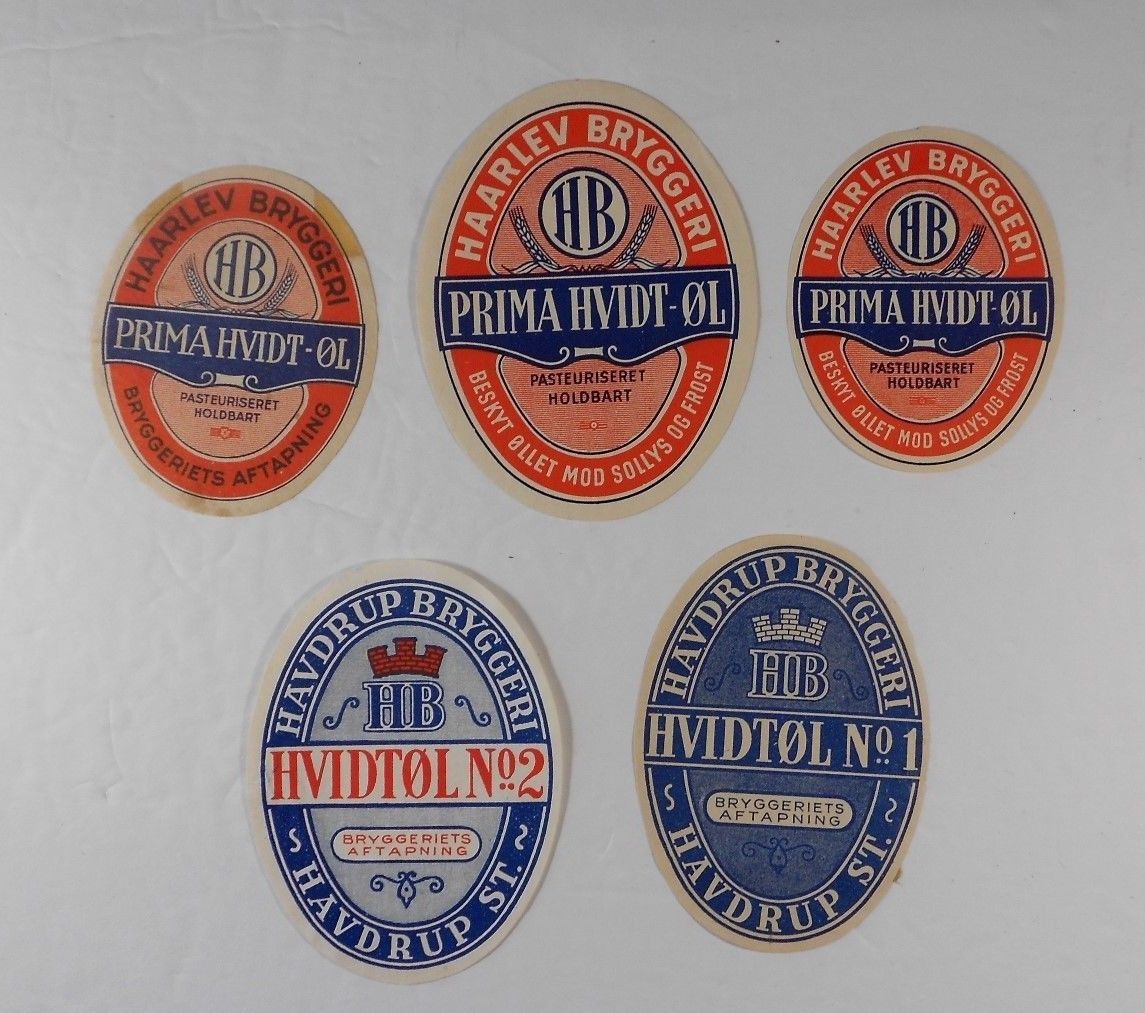 HAARLEV BRYGGERI
HB
PRIMA HVIDT-ØL
PASTEURISERET
HOLDBART
BRYGGERIETS AFTAPNING
HAARLEV BRYGGERI
HB
PRIMA HVIDT-ØL
PASTEURISERET
HOLDBART
BESKYT ØLLET MOD SOLLYS OG FROST
HAARLEV BRYGGERI
HB
PRIMA HVIDT-ØL
PASTEURISERET
HOLDBART
BESKYT ØLLET MOD SOLLYS OG FROST
HAVDRUP BRYGGERI
HB
HVIDTØL No. 2
BRYGGERIETS
AFTAPNING
HAVDRUP ST.
HAVDRUP BRYGGERI
HB
HVIDTØL No. 1
BRYGGERIETS
AFTAPNING
HAVDRUP ST.